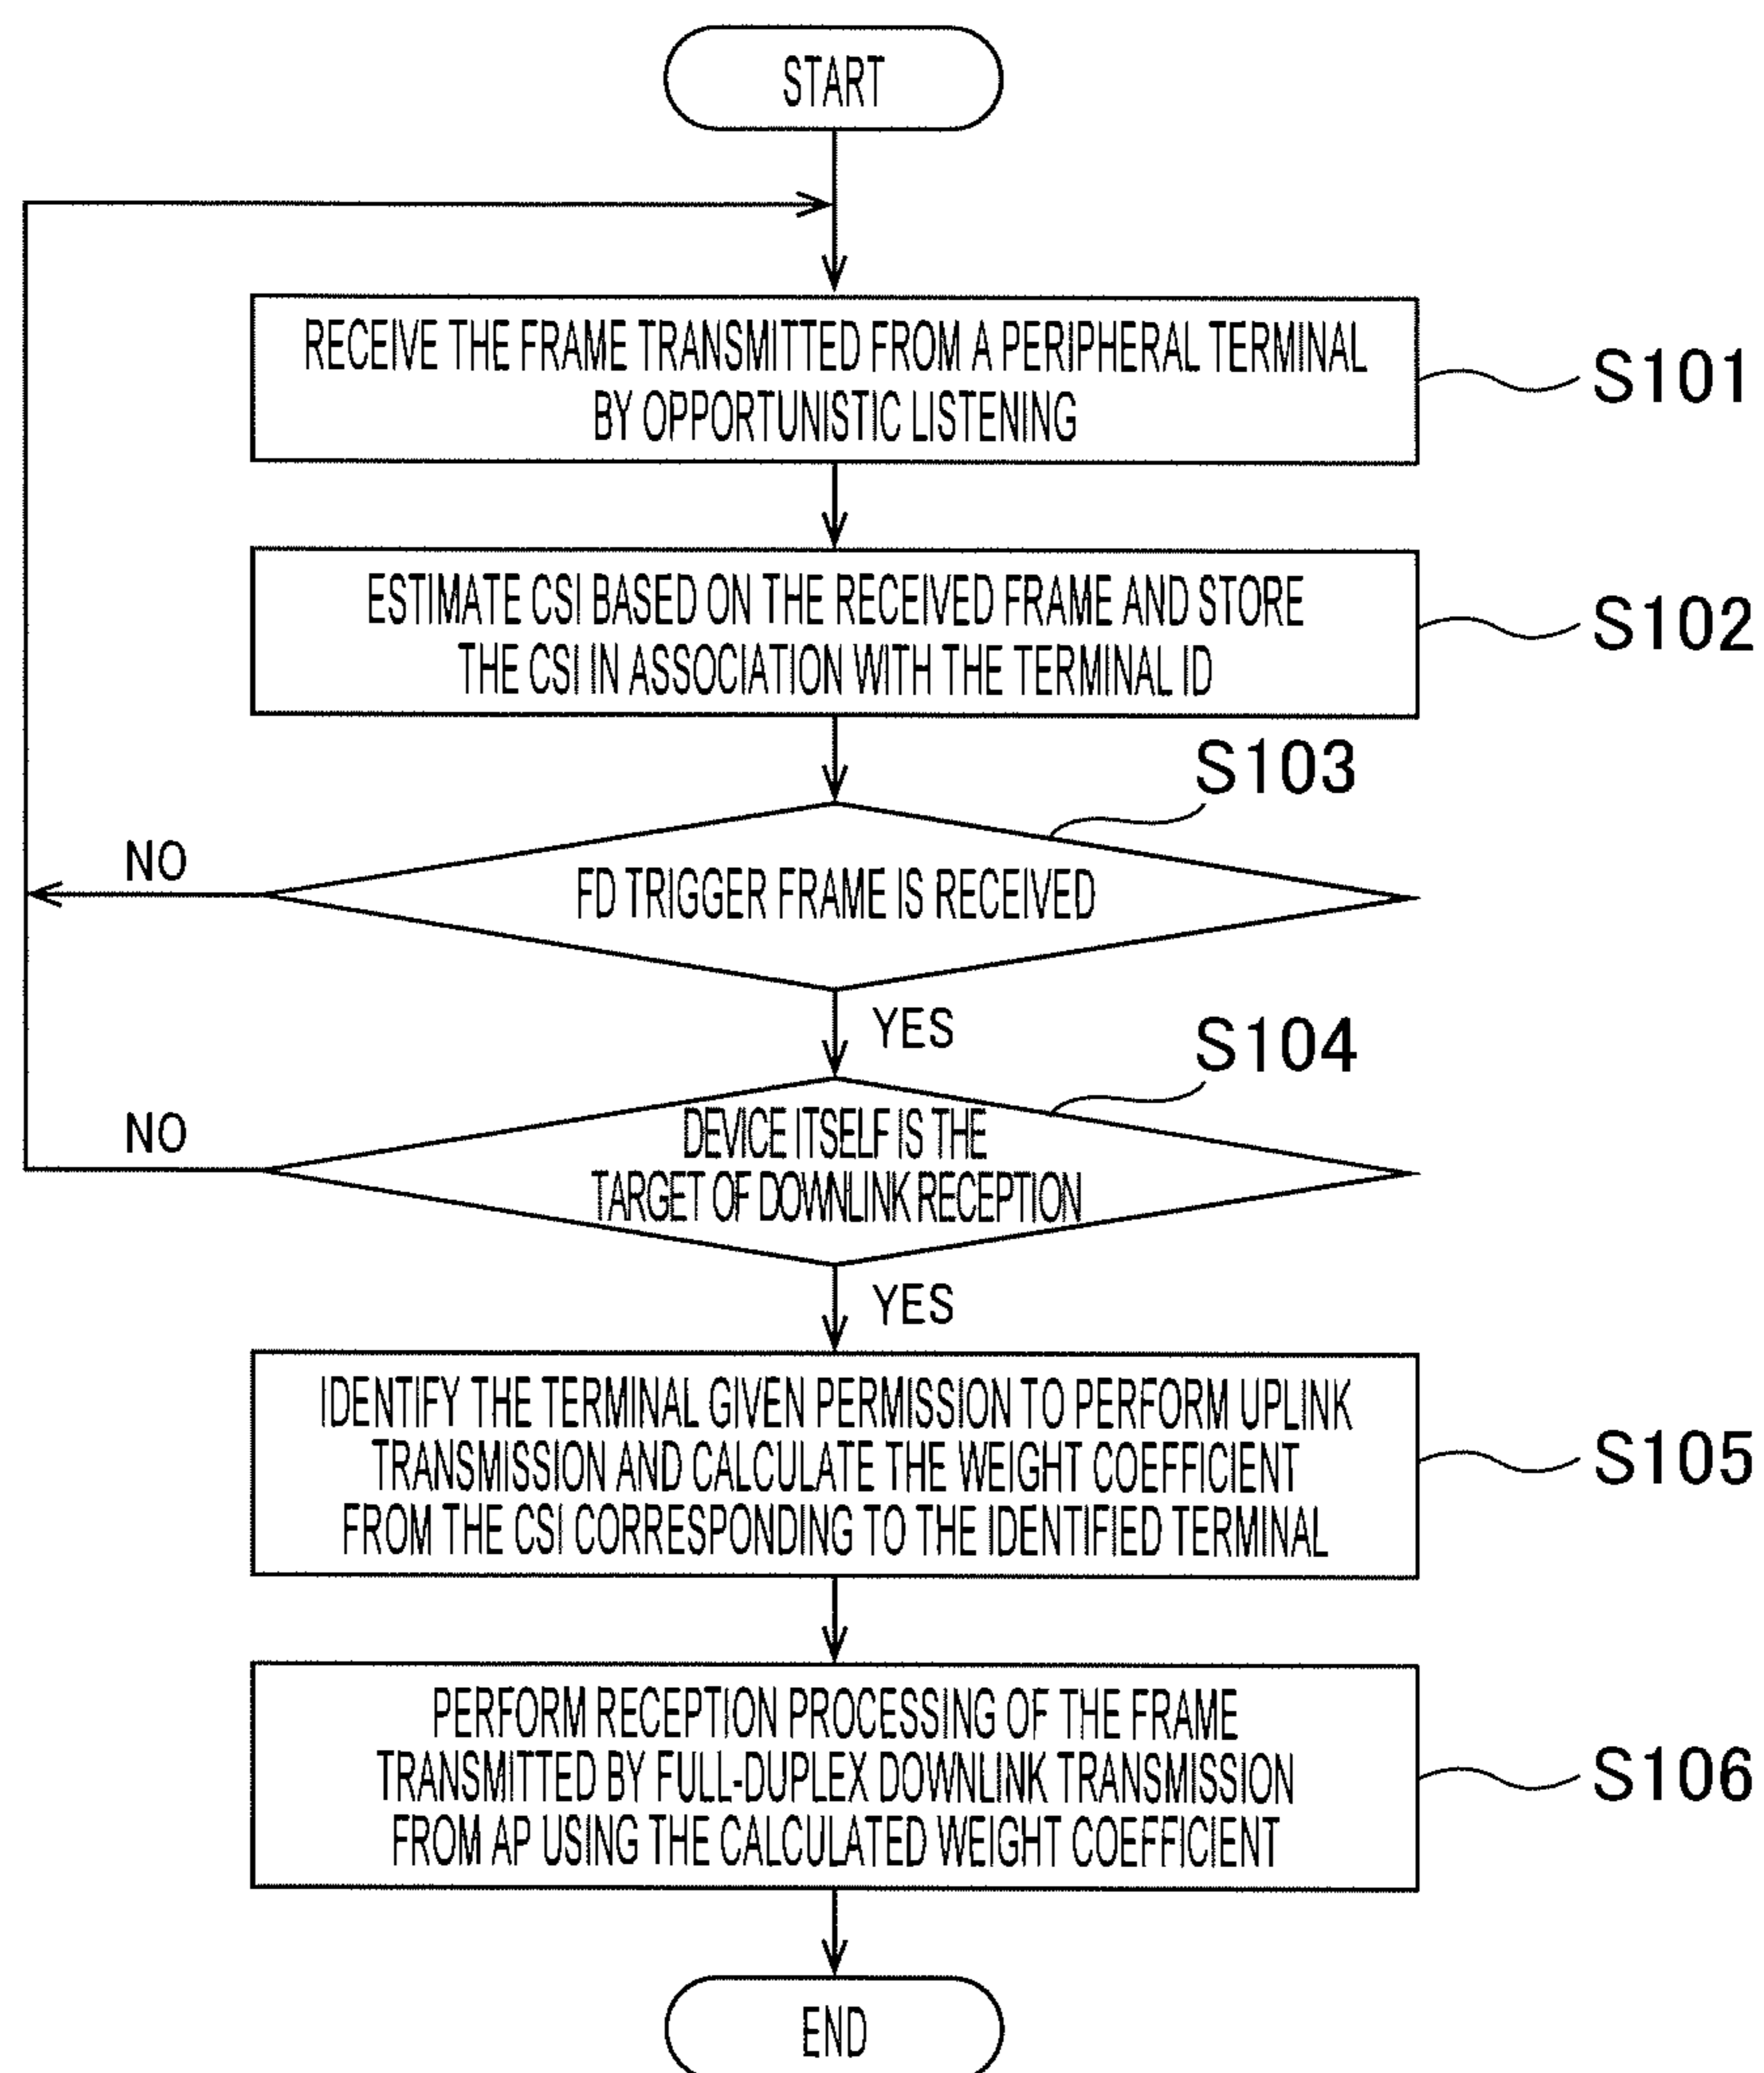 START
RECEIVE THE FRAME TRANSMITTED FROM A PERIPHERAL TERMINAL
BY OPPORTUNISTIC LISTENING
S101
ESTIMATE CSI BASED ON THE RECEIVED FRAME AND STORE
THE CSI IN ASSOCIATION WITH THE TERMINAL ID
S102
S103
NO
FD TRIGGER FRAME IS RECEIVED
YES
S104
NO
DEVICE ITSELF IS THE
TARGET OF DOWNLINK RECEPTION
YES
IDENTIFY THE TERMINAL GIVEN PERMISSION TO PERFORM UPLINK
TRANSMISSION AND CALCULATE THE WEIGHT COEFFICIENT
FROM THE CSI CORRESPONDING TO THE IDENTIFIED TERMINAL
S105
PERFORM RECEPTION PROCESSING OF THE FRAME
TRANSMITTED BY FULL-DUPLEX DOWNLINK TRANSMISSION
FROM AP USING THE CALCULATED WEIGHT COEFFICIENT
S106
END